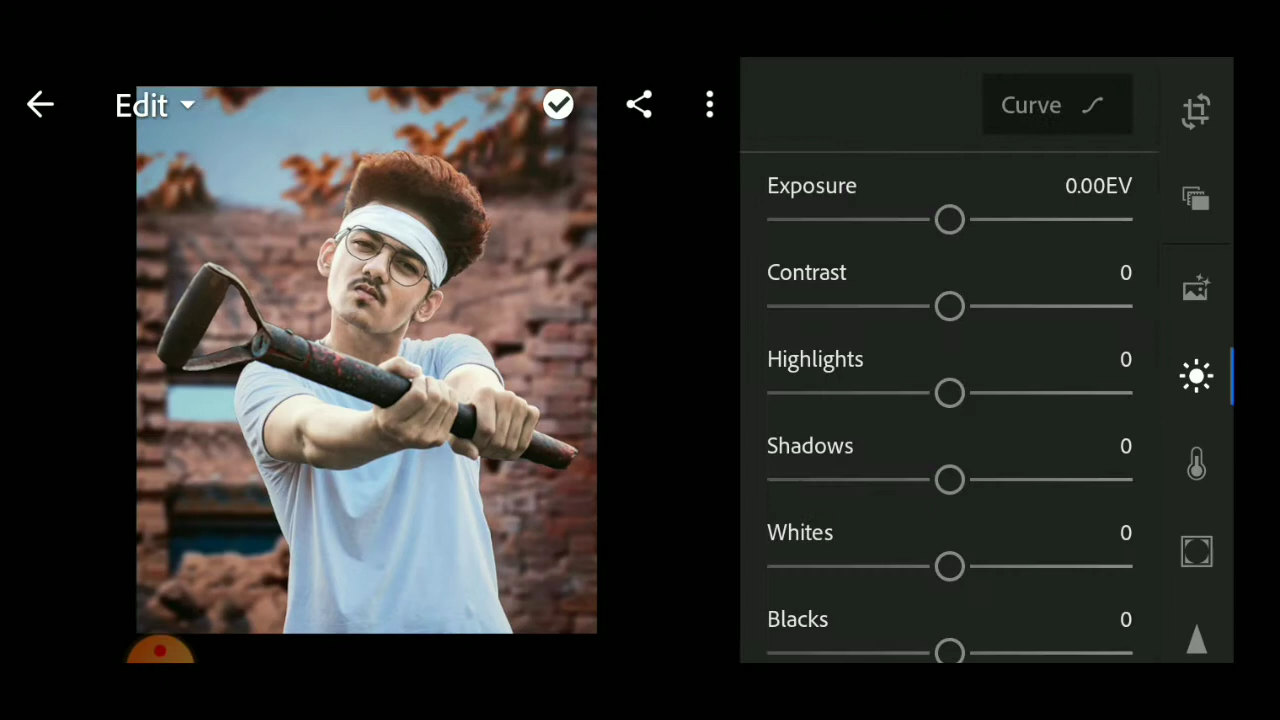 Edit
Curve
Exposure 0.00EV
Contrast 0
Highlights 0
Shadows 0
Whites 0
Blacks 0